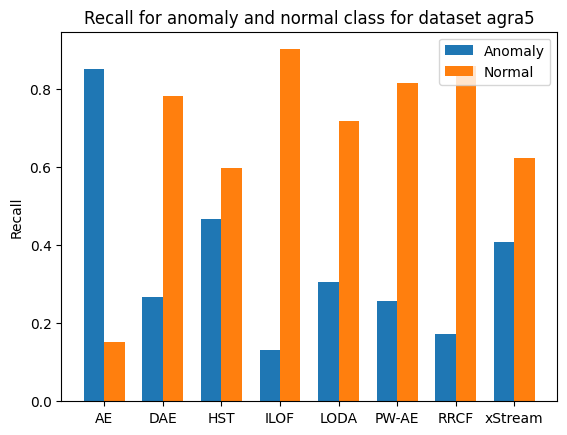 Recall for anomaly and normal class for dataset agra5
Anomaly
Normal
Recall
0.8
0.6
0.4
0.2
0.0
AE DAE HST ILOF LODA PW-AE RRCF xStream